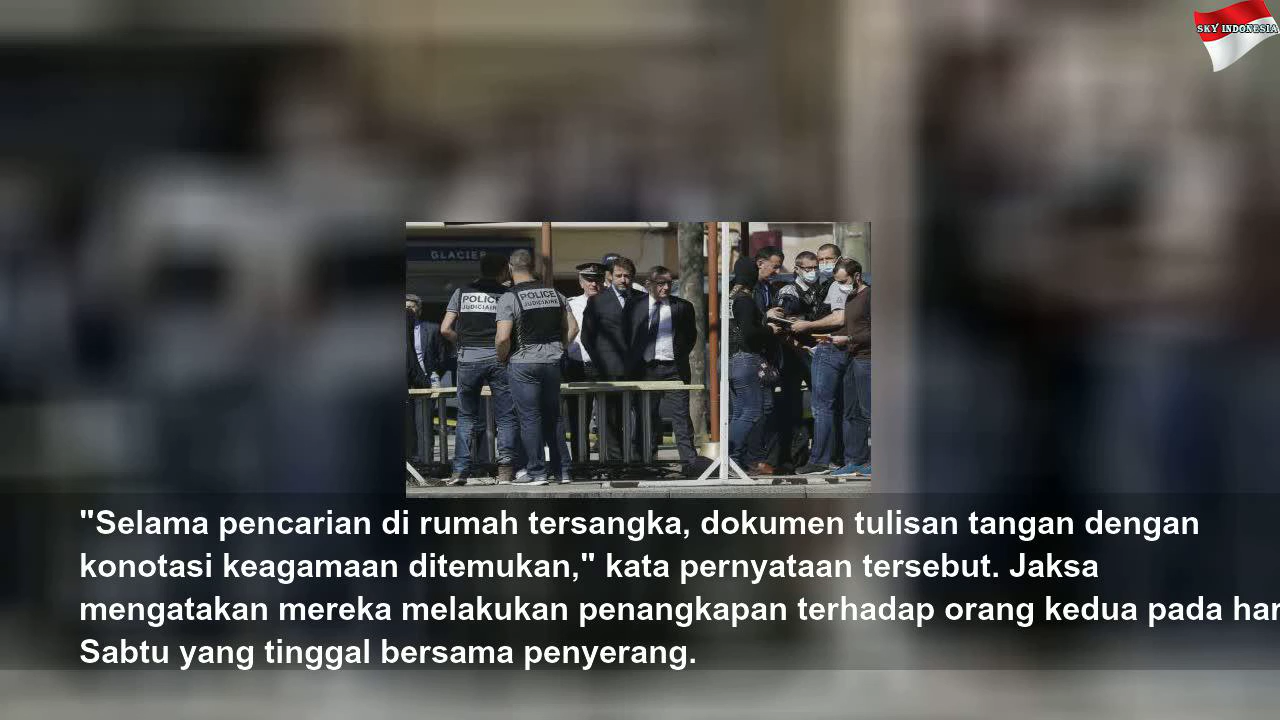 SKY INDONESIA
GLACIER
POLICE
JUDICIAIRE
POLICE
JUDICIAIRE
"Selama pencarian di rumah tersangka, dokumen tulisan tangan dengan
konotasi keagamaan ditemukan," kata pernyataan tersebut. Jaksa
mengatakan mereka melakukan penangkapan terhadap orang kedua pada har
Sabtu yang tinggal bersama penyerang.